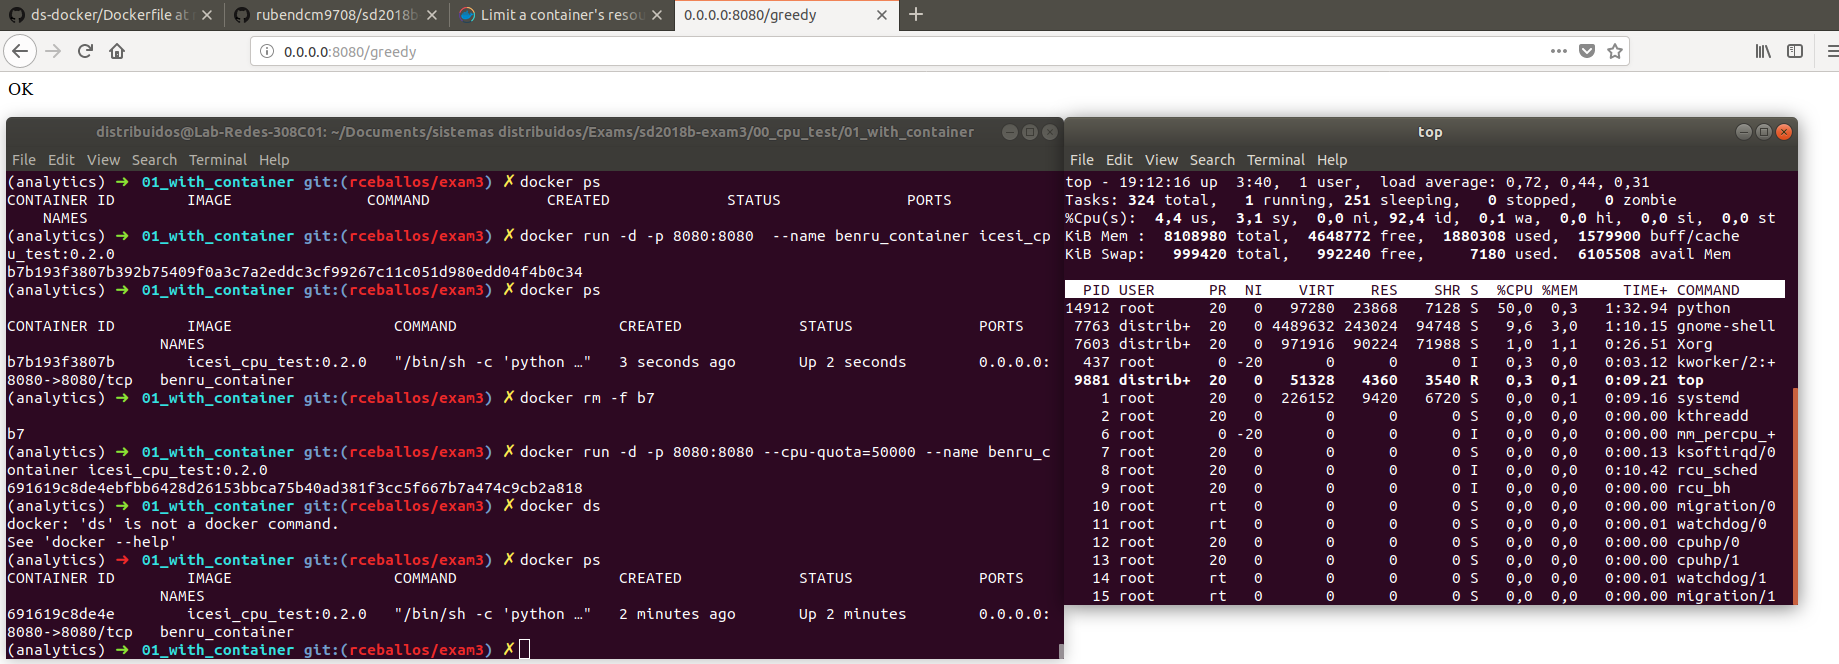 ds-docker/Dockerfile at
rubendcm9708/sd2018b
Limit a container's resou
0.0.0.0:8080/greedy
0.0.0.0:8080/greedy
OK
distribuidos@Lab-Redes-308C01: ~/Documents/sistemas distribuidos/Exams/sd2018b-exam3/00_cpu_test/01_with_container
File Edit View Search Terminal Help
(analytics) ➜ 01_with_container git:(rceballos/exam3) ✗ docker ps
CONTAINER ID IMAGE COMMAND CREATED STATUS PORTS
NAMES
(analytics) ➜ 01_with_container git:(rceballos/exam3) ✗ docker run -d -p 8080:8080 --name benru_container icesi_cp
u_test:0.2.0
b7b193f3807b392b75409f0a3c7a2eddc3cf99267c11c051d980edd04f4b0c34
(analytics) ➜ 01_with_container git:(rceballos/exam3) ✗ docker ps
CONTAINER ID IMAGE COMMAND CREATED STATUS PORTS
NAMES
b7b193f3807b icesi_cpu_test:0.2.0 "/bin/sh -c 'python …" 3 seconds ago Up 2 seconds 0.0.0.0:
8080->8080/tcp benru_container
(analytics) ➜ 01_with_container git:(rceballos/exam3) ✗ docker rm -f b7
b7
(analytics) ➜ 01_with_container git:(rceballos/exam3) ✗ docker run -d -p 8080:8080 --cpu-quota=50000 --name benru_c
ontainer icesi_cpu_test:0.2.0
691619c8de4ebfbb6428d26153bbca75b40ad381f3cc5f667b7a474c9cb2a818
(analytics) ➜ 01_with_container git:(rceballos/exam3) ✗ docker ds
docker: 'ds' is not a docker command.
See 'docker --help'
(analytics) ➜ 01_with_container git:(rceballos/exam3) ✗ docker ps
CONTAINER ID IMAGE COMMAND CREATED STATUS PORTS
NAMES
691619c8de4e icesi_cpu_test:0.2.0 "/bin/sh -c 'python …" 2 minutes ago Up 2 minutes 0.0.0.0:
8080->8080/tcp benru_container
(analytics) ➜ 01_with_container git:(rceballos/exam3) ✗
top
File Edit View Search Terminal Help
top - 19:12:16 up 3:40, 1 user, load average: 0,72, 0,44, 0,31
Tasks: 324 total, 1 running, 251 sleeping, 0 stopped, 0 zombie
%Cpu(s): 4,4 us, 3,1 sy, 0,0 ni, 92,4 id, 0,1 wa, 0,0 hi, 0,0 si, 0,0 st
KiB Mem : 8108980 total, 4648772 free, 1880308 used, 1579900 buff/cache
KiB Swap: 999420 total, 992240 free, 7180 used. 6105508 avail Mem
PID USER PR NI VIRT RES SHR S %CPU %MEM TIME+ COMMAND
14912 root 20 0 97280 23868 7128 S 50,0 0,3 1:32.94 python
7763 distrib+ 20 0 4489632 243024 94748 S 9,6 3,0 1:10.15 gnome-shell
7603 distrib+ 20 0 971916 90224 71988 S 1,0 1,1 0:26.51 Xorg
437 root 0 -20 0 0 0 I 0,3 0,0 0:03.12 kworker/2:+
9881 distrib+ 20 0 51328 4360 3540 R 0,3 0,1 0:09.21 top
1 root 20 0 226152 9420 6720 S 0,0 0,1 0:09.16 systemd
2 root 20 0 0 0 0 S 0,0 0,0 0:00.00 kthreadd
6 root 0 -20 0 0 0 I 0,0 0,0 0:00.00 mm_percpu_+
7 root 20 0 0 0 0 S 0,0 0,0 0:00.13 ksoftirqd/0
8 root 20 0 0 0 0 I 0,0 0,0 0:10.42 rcu_sched
9 root 20 0 0 0 0 I 0,0 0,0 0:00.00 rcu_bh
10 root rt 0 0 0 0 S 0,0 0,0 0:00.00 migration/0
11 root rt 0 0 0 0 S 0,0 0,0 0:00.01 watchdog/0
12 root 20 0 0 0 0 S 0,0 0,0 0:00.00 cpuhp/0
13 root 20 0 0 0 0 S 0,0 0,0 0:00.00 cpuhp/1
14 root rt 0 0 0 0 S 0,0 0,0 0:00.01 watchdog/1
15 root rt 0 0 0 0 S 0,0 0,0 0:00.00 migration/1